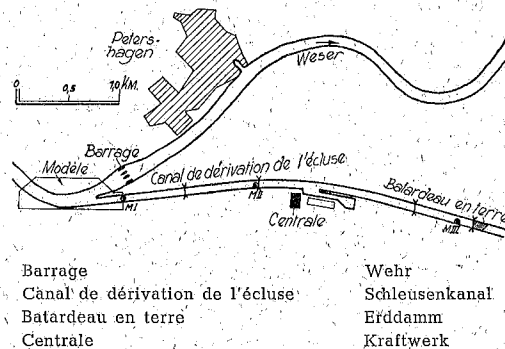 Peters-
hagen
Weser
0 0,5 1,0 KM.
Barrage
Modèle
Canal de dérivation de l'écluse
Batardeau en terre
M I
M II
M III
Centrale
Barrage Wehr
Canal de dérivation de l'écluse Schleusenkanal
Batardeau en terre Erddamm
Centrale Kraftwerk